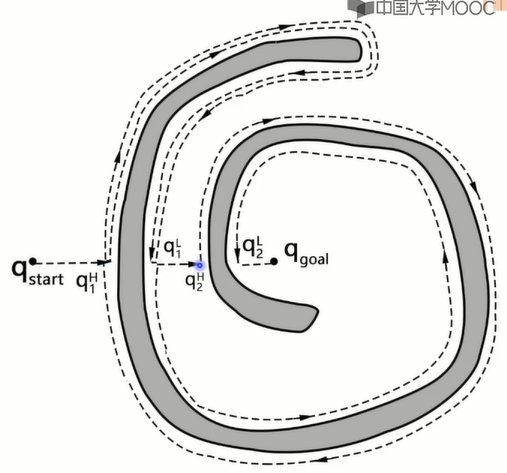 中国大学MOOC
q_1^L
q_2^L
q_goal
q_start
q_1^H
q_2^H